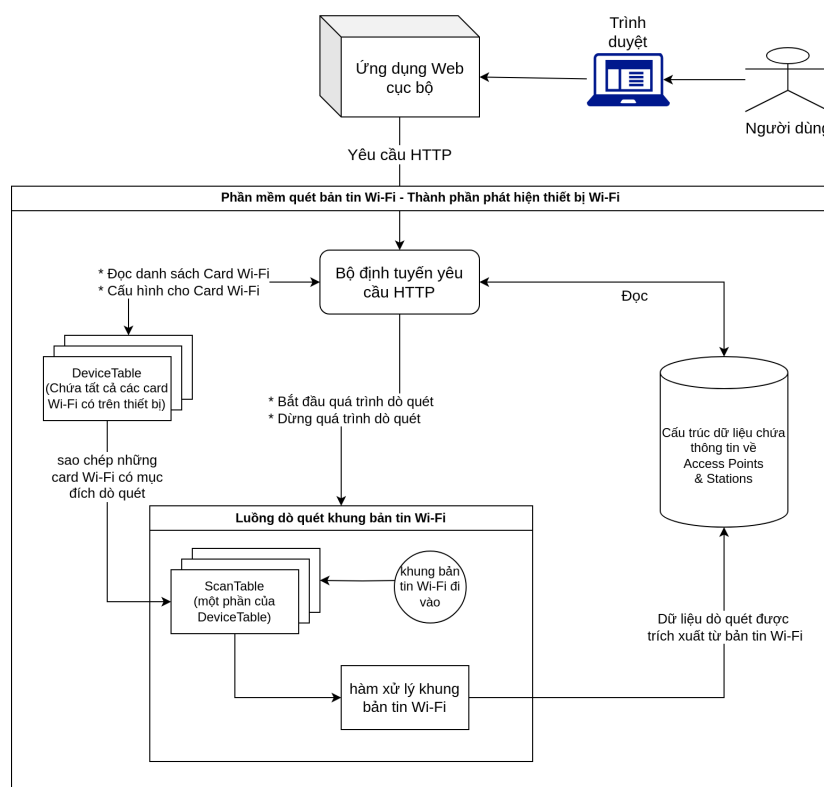 Trình
duyệt
Ứng dụng Web
cục bộ
Người dùng
Yêu cầu HTTP
Phần mềm quét bản tin Wi-Fi - Thành phần phát hiện thiết bị Wi-Fi
* Đọc danh sách Card Wi-Fi
* Cấu hình cho Card Wi-Fi
Bộ định tuyến yêu
cầu HTTP
Đọc
DeviceTable
(Chứa tất cả các card
Wi-Fi có trên thiết bị)
* Bắt đầu quá trình dò quét
* Dừng quá trình dò quét
Cấu trúc dữ liệu chứa
thông tin về
Access Points
& Stations
sao chép những
card Wi-Fi có mục
đích dò quét
Luồng dò quét khung bản tin Wi-Fi
ScanTable
(một phần của
DeviceTable)
khung bản
tin Wi-Fi đi
vào
Dữ liệu dò quét được
trích xuất từ bản tin Wi-Fi
hàm xử lý khung
bản tin Wi-Fi